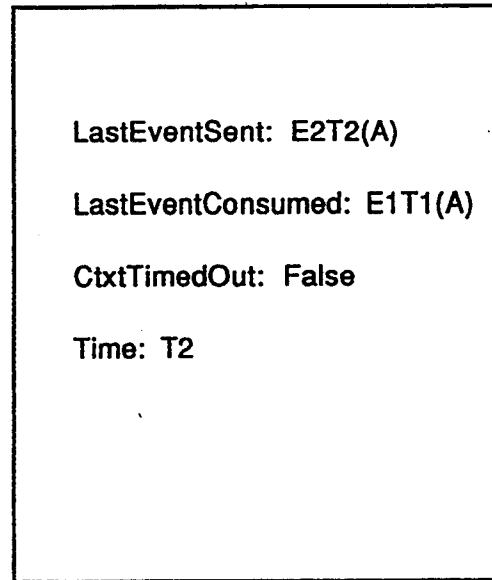 LastEventSent: E2T2(A)
LastEventConsumed: E1T1(A)
CtxtTimedOut: False
Time: T2